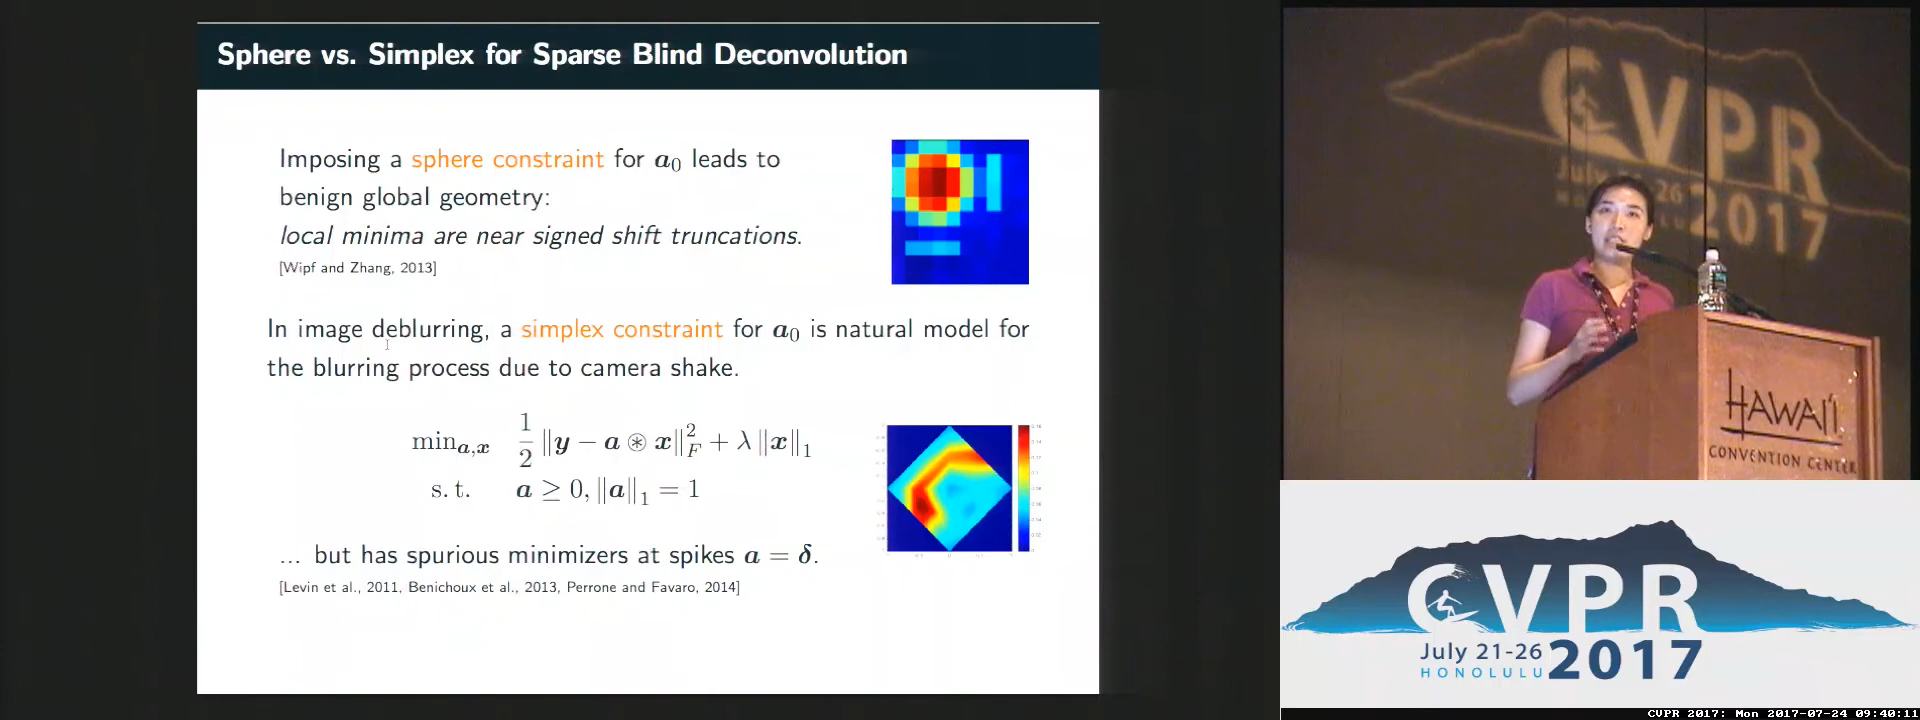 Sphere vs. Simplex for Sparse Blind Deconvolution
Imposing a sphere constraint for a₀ leads to
benign global geometry:
local minima are near signed shift truncations.
[Wipf and Zhang, 2013]
In image deblurring, a simplex constraint for a₀ is natural model for
the blurring process due to camera shake.
min_{a,x} 1/2 ‖y − a ⊛ x‖²_F + λ ‖x‖₁
s. t. a ≥ 0, ‖a‖₁ = 1
... but has spurious minimizers at spikes a = δ.
[Levin et al., 2011, Benichoux et al., 2013, Perrone and Favaro, 2014]
CVPR
2017
HAWAI'I
CONVENTION CENTER
CVPR
July 21-26
HONOLULU
2017
CVPR 2017: Mon 2017-07-24 09:40:11